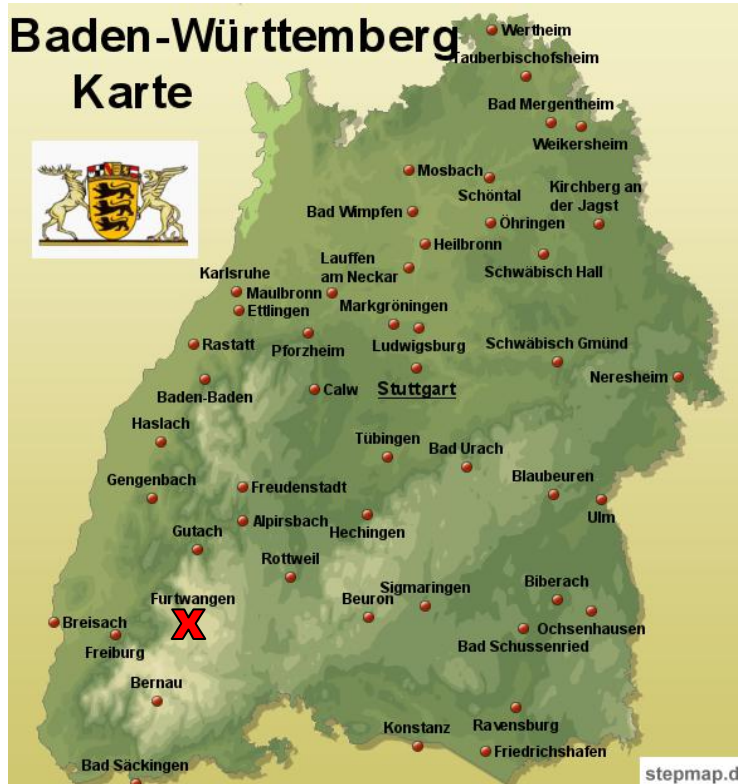 Baden-Württemberg
Karte
Wertheim
Tauberbischofsheim
Bad Mergentheim
Weikersheim
Mosbach
Schöntal
Kirchberg an
der Jagst
Bad Wimpfen
Öhringen
Heilbronn
Lauffen
am Neckar
Schwäbisch Hall
Karlsruhe
Maulbronn
Markgröningen
Ettlingen
Rastatt
Pforzheim
Ludwigsburg
Schwäbisch Gmünd
Neresheim
Baden-Baden
Calw
Stuttgart
Haslach
Tübingen
Bad Urach
Gengenbach
Freudenstadt
Blaubeuren
Ulm
Gutach
Alpirsbach
Hechingen
Rottweil
Furtwangen
X
Beuron
Sigmaringen
Biberach
Breisach
Freiburg
Ochsenhausen
Bad Schussenried
Bernau
Konstanz
Ravensburg
Friedrichshafen
Bad Säckingen
stepmap.d